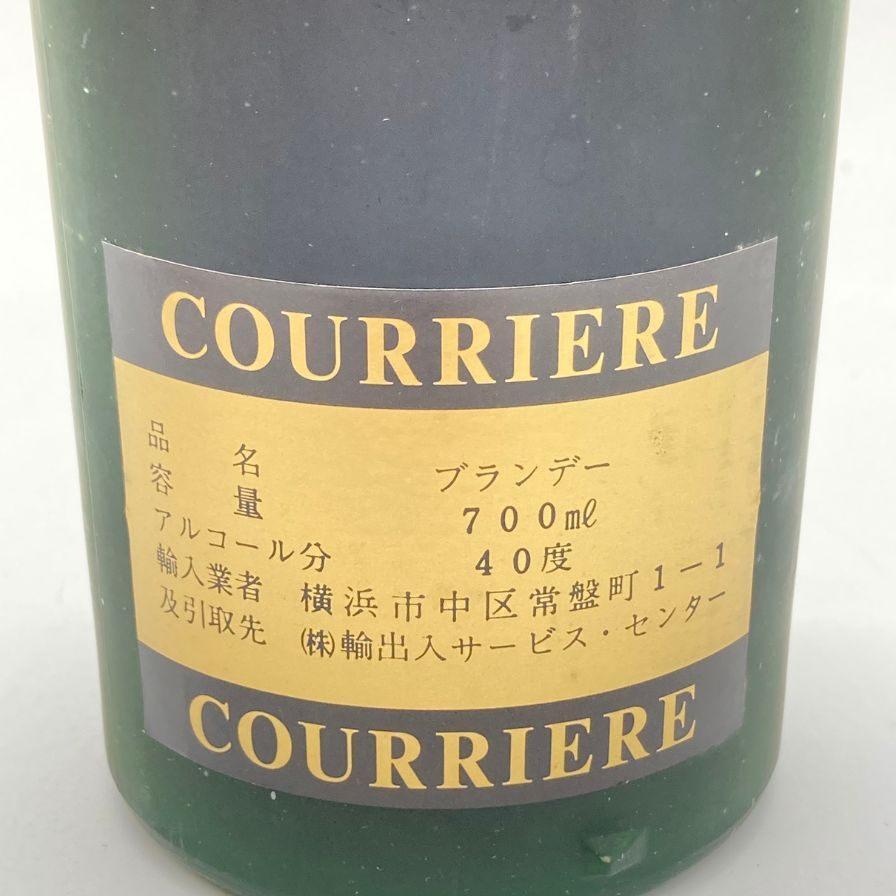 COURRIERE
品名 ブランデー
容量 700㎖
アルコール分 40度
輸入業者 横浜市中区常盤町1-1
及引取先 ㈱輸出入サービス・センター
COURRIERE